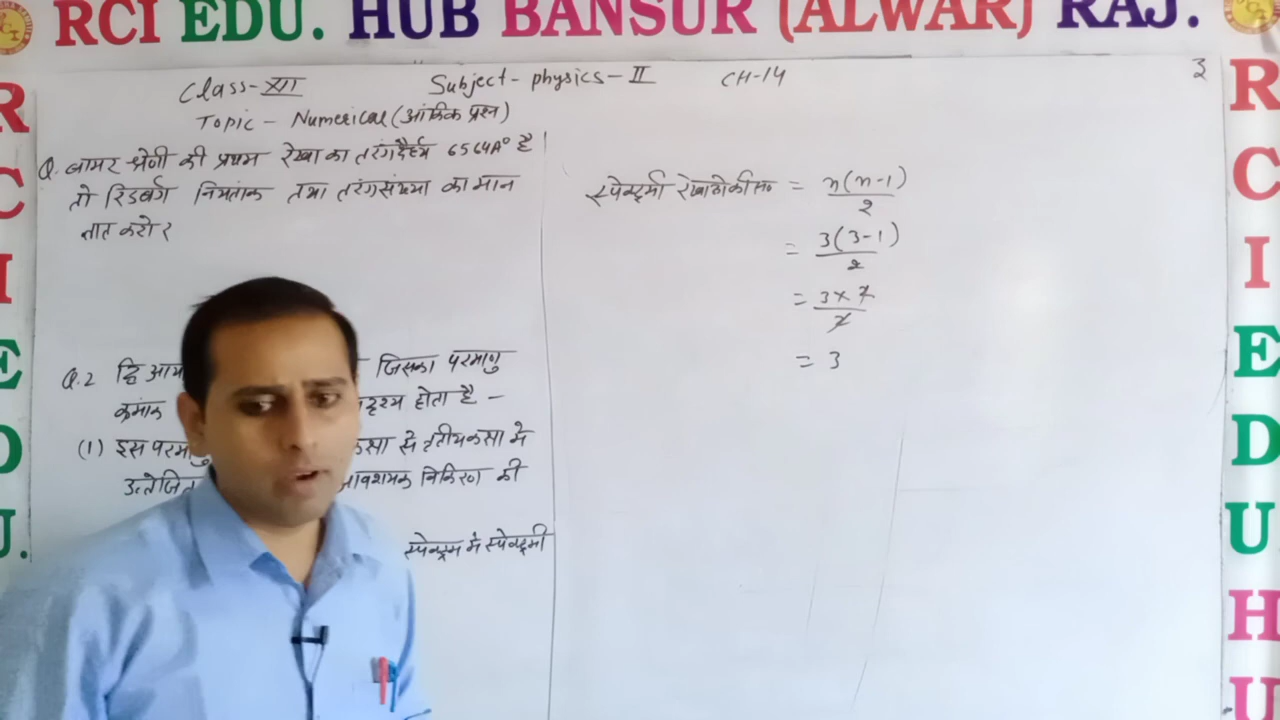 RCI EDU. HUB BANSUR (ALWAR) RAJ.
Class-XII Subject-physics-II CH-14 3
Topic - Numerical (आंकिक प्रश्न)
Q. बामर श्रेणी की प्रथम रेखा का तरंगदैर्ध्य 6564A° है
तो रिडबर्ग नियतांक तथा तरंगसंख्या का मान
ज्ञात करो ?
Q.2 द्वि आय जिसका परमाणु
क्रमांक दृश्य होता है -
(1) इस परमाणु कक्षा से तृतीय कक्षा में
उत्तेजित आवश्यक विकिरण की
स्पेक्ट्रम मे स्पेक्ट्रमी
स्पेक्ट्रमी रेखाओ की स० = n(n-1)
2
= 3(3-1)
2
= 3x2
2
= 3
R
C
I
E
D
U
H
U
R
C
I
E
D
U.